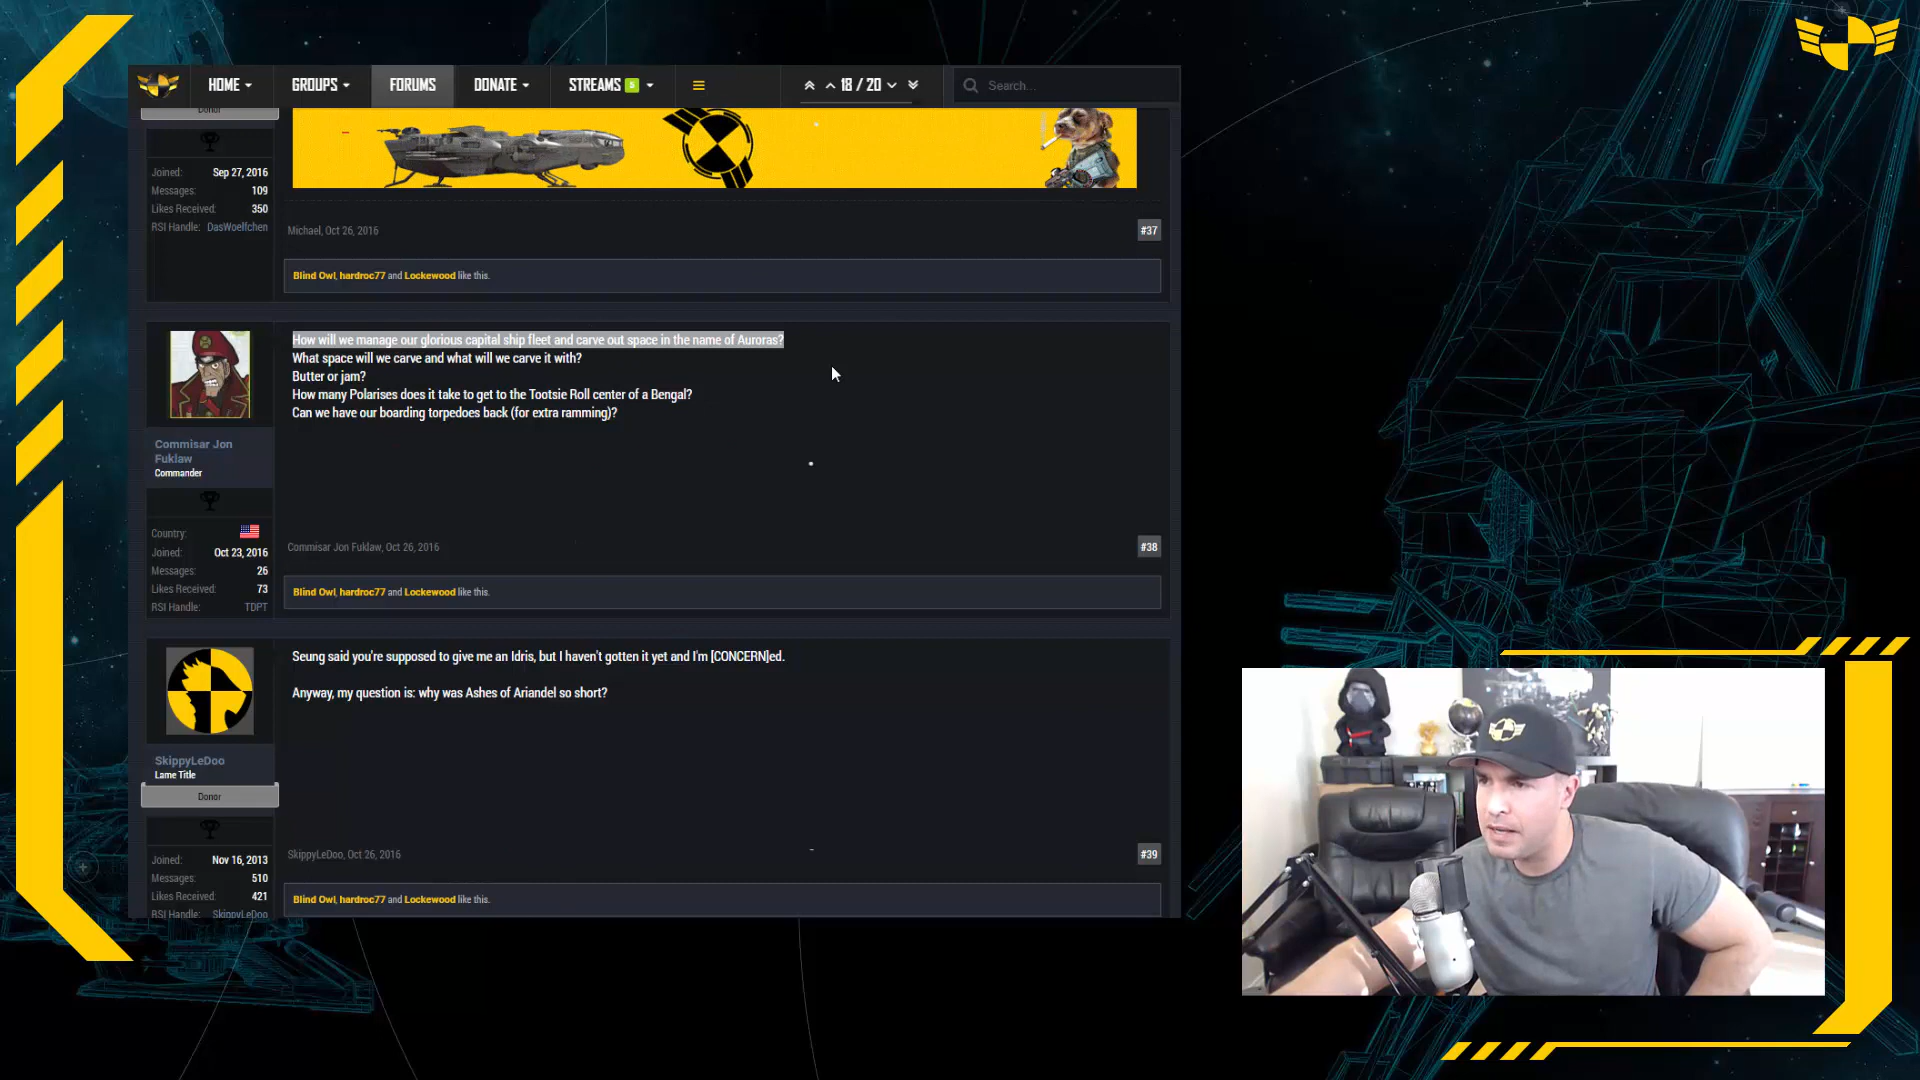 HOME
GROUPS
FORUMS
DONATE
STREAMS 5
18 / 20
Search...
Donor
Joined: Sep 27, 2016
Messages: 109
Likes Received: 350
RSI Handle: DasWoelfchen
Michael, Oct 26, 2016
#37
Blind Owl, hardroc77 and Lockewood like this.
How will we manage our glorious capital ship fleet and carve out space in the name of Auroras?
What space will we carve and what will we carve it with?
Butter or jam?
How many Polarises does it take to get to the Tootsie Roll center of a Bengal?
Can we have our boarding torpedoes back (for extra ramming)?
Commisar Jon
Fuklaw
Commander
Country:
Joined: Oct 23, 2016
Messages: 26
Likes Received: 73
RSI Handle: TDPT
Commisar Jon Fuklaw, Oct 26, 2016
#38
Blind Owl, hardroc77 and Lockewood like this.
Seung said you're supposed to give me an Idris, but I haven't gotten it yet and I'm [CONCERN]ed.
Anyway, my question is: why was Ashes of Ariandel so short?
SkippyLeDoo
Lame Title
Donor
Joined: Nov 16, 2013
Messages: 510
Likes Received: 421
RSI Handle: SkippyLeDoo
SkippyLeDoo, Oct 26, 2016
#39
Blind Owl, hardroc77 and Lockewood like this.